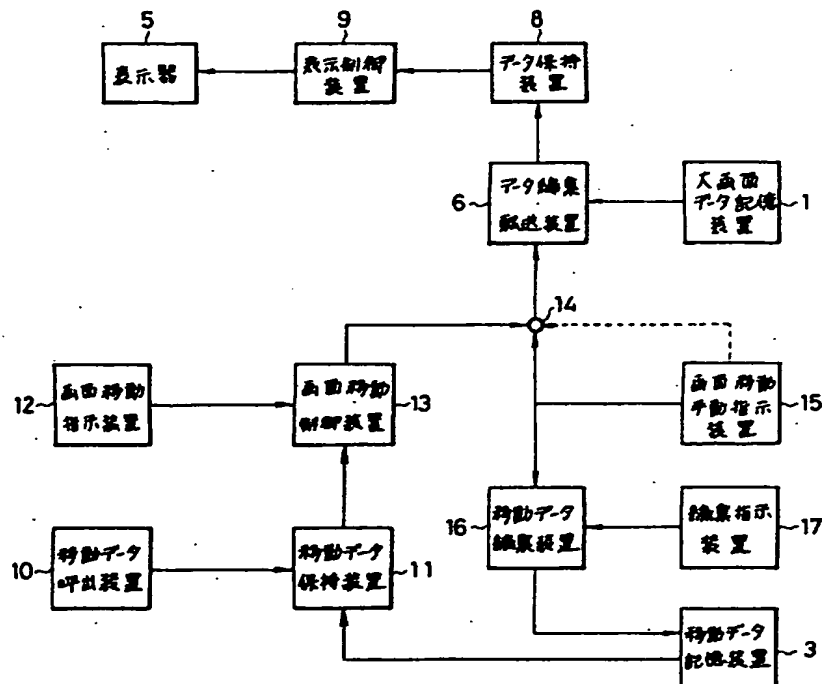 5
9
8
表示器
表示制御
装置
データ保持
装置
6
データ編集
転送装置
大画面
データ記憶
装置
1
14
12
画面移動
指示装置
画面移動
制御装置
13
画面移動
手動指示
装置
15
16
移動データ
編集装置
編集指示
装置
17
10
移動データ
呼出装置
移動データ
保持装置
11
移動データ
記憶装置
3